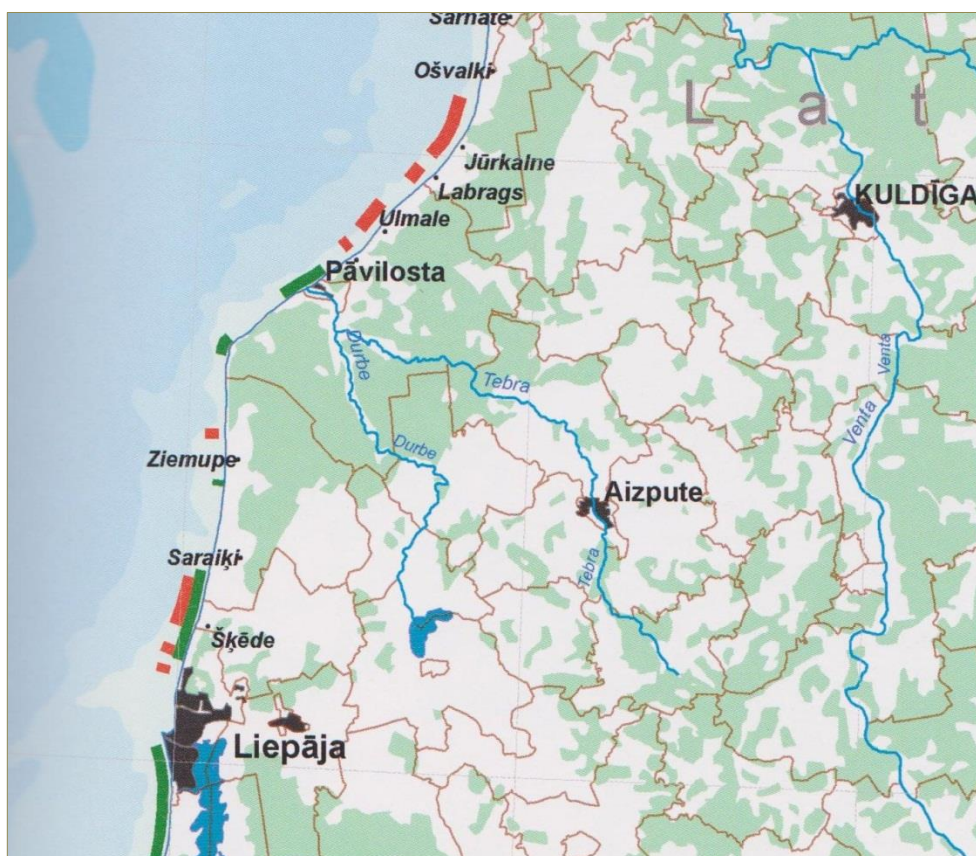 Sārnate
Ošvalki
L a t
Jūrkalne
Labrags
KULDĪGA
Ulmale
Pāvilosta
Durbe
Tebra
Venta
Venta
Durbe
Ziemupe
Aizpute
Tebra
Saraiķi
Šķēde
Liepāja